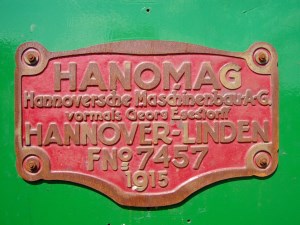 HANOMAG
Hannoversche Maschinenbau A.G.
vormals Georg Egestorff
HANNOVER-LINDEN
FNo 7457
1915